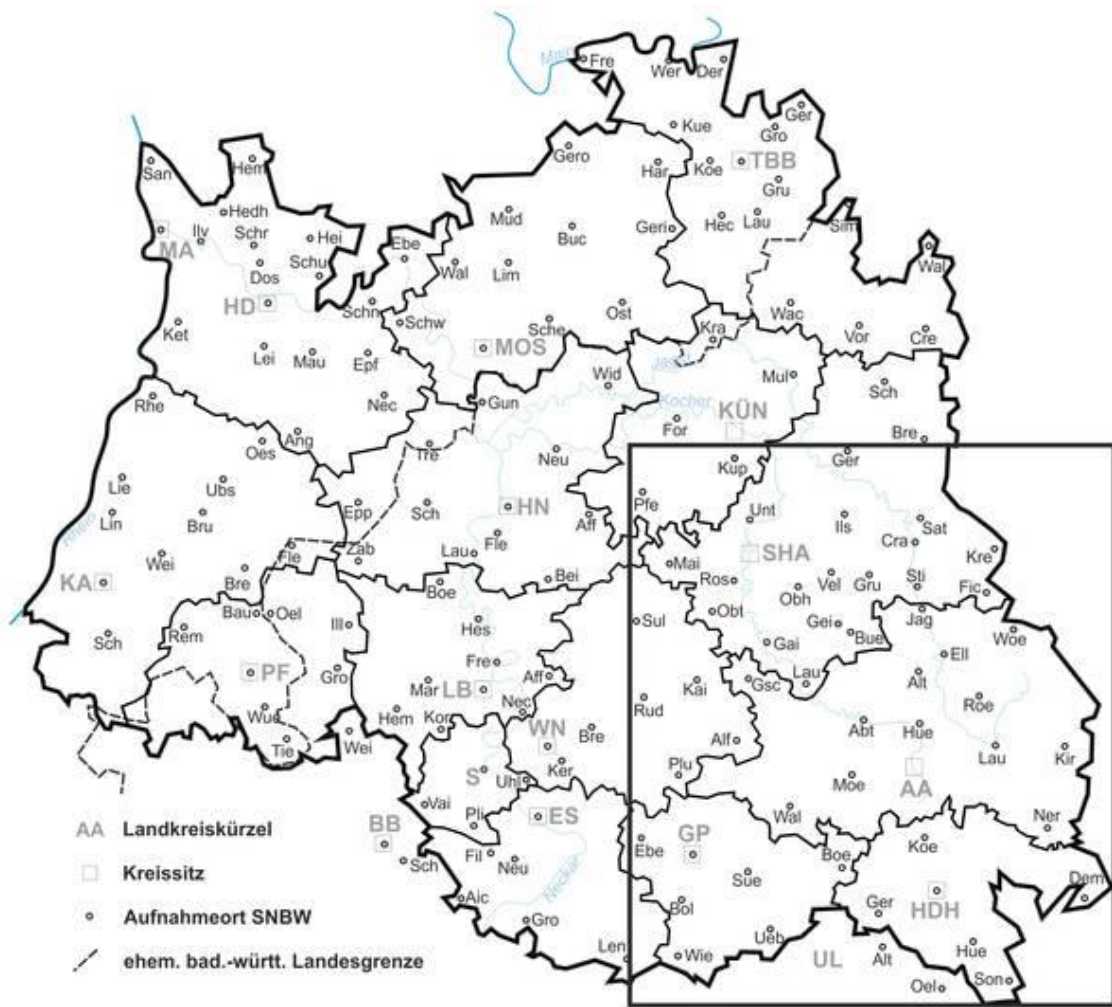 Main
Fre
Wer
Der
Ger
Kue
Gro
Gero
Har
Koe
TBB
San
Hem
Gru
Hedh
Mud
Hec
Lau
Ilv
Schr
Hei
Buc
Geri
Sim
MA
Ebe
Wal
Dos
Schu
Wal
Lim
HD
Schn
Schw
Sche
Ost
Kra
Wac
Vor
Cre
Ket
Lei
Mau
Epf
MOS
Jagst
Wid
Mul
Sch
Rhe
Nec
Gun
Kocher
KÜN
For
Ang
Oes
Tre
Neu
Bre
Kup
Ger
Lie
Ubs
Pfe
Lin
Bru
Epp
Sch
HN
Aff
Unt
Ils
Sat
Rhein
Fle
Zab
Fle
Cra
Wei
Lau
Mai
SHA
Kre
KA
Bre
Boe
Bei
Ros
Obh
Vel
Gru
Sti
Fic
Bau
Oel
Ill
Hes
Sul
Obt
Gei
Bue
Jag
Woe
Sch
Rem
Gai
Ell
PF
Gro
Fre
Aff
Kai
Gsc
Lau
Alt
Mar
LB
Nec
Rud
Roe
Wue
Hem
Kor
WN
Bre
Alf
Abt
Hue
Tie
Wei
Lau
Kir
S
Uhl
Ker
Plu
Moe
AA
Vai
Pli
ES
Wal
Ner
BB
GP
Ebe
Boe
Koe
Sch
Fil
Neu
Sue
Dem
Aic
Neckar
Bol
Ger
HDH
Gro
Len
Wie
Ueb
UL
Alt
Hue
Oel
Son
AA Landkreiskürzel
Kreissitz
Aufnahmeort SNBW
ehem. bad.-württ. Landesgrenze